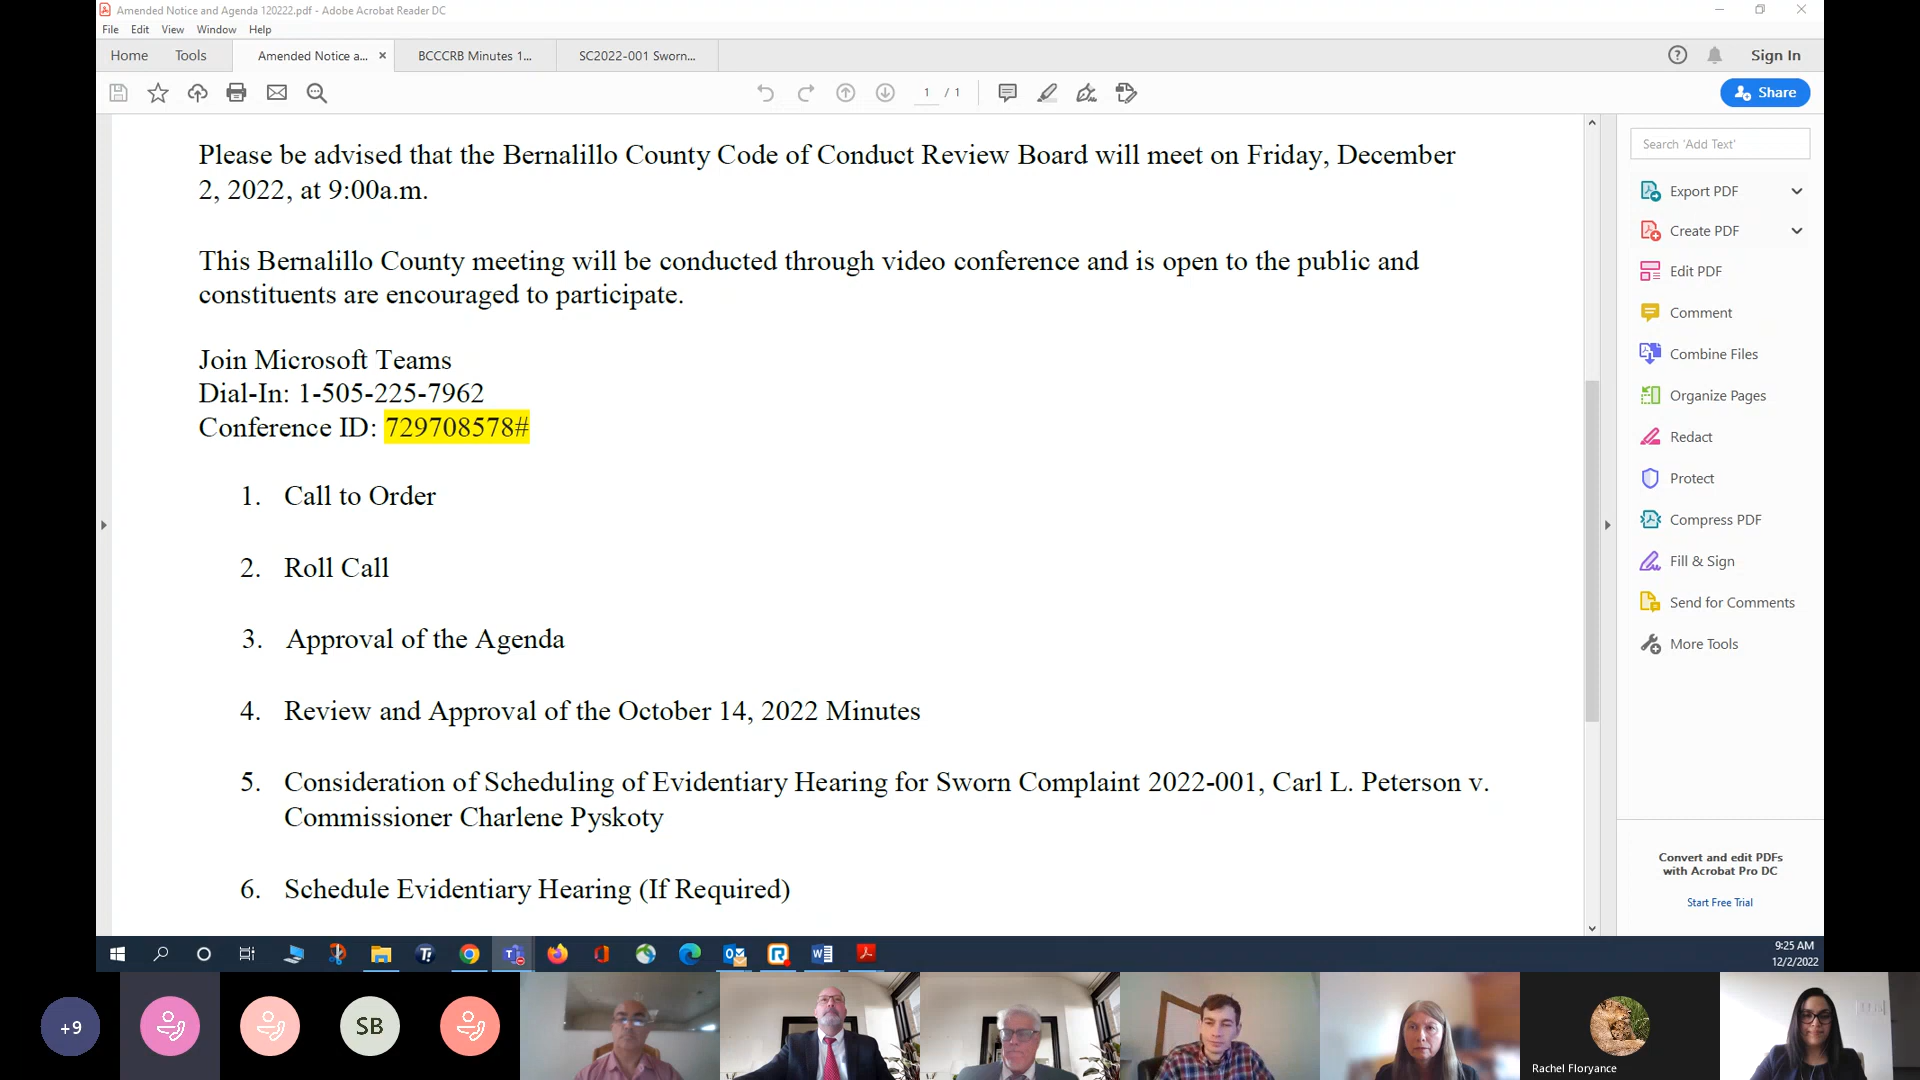 Amended Notice and Agenda 120222.pdf - Adobe Acrobat Reader DC
File Edit View Window Help
Home Tools Amended Notice a... × BCCCRB Minutes 1... SC2022-001 Sworn... Sign In
1 / 1 Share
Please be advised that the Bernalillo County Code of Conduct Review Board will meet on Friday, December
2, 2022, at 9:00a.m.
This Bernalillo County meeting will be conducted through video conference and is open to the public and
constituents are encouraged to participate.
Join Microsoft Teams
Dial-In: 1-505-225-7962
Conference ID: 729708578#
1. Call to Order
2. Roll Call
3. Approval of the Agenda
4. Review and Approval of the October 14, 2022 Minutes
5. Consideration of Scheduling of Evidentiary Hearing for Sworn Complaint 2022-001, Carl L. Peterson v.
Commissioner Charlene Pyskoty
6. Schedule Evidentiary Hearing (If Required)
Search 'Add Text'
Export PDF
Create PDF
Edit PDF
Comment
Combine Files
Organize Pages
Redact
Protect
Compress PDF
Fill & Sign
Send for Comments
More Tools
Convert and edit PDFs
with Acrobat Pro DC
Start Free Trial
9:25 AM
12/2/2022
+9
SB
Rachel Floryance